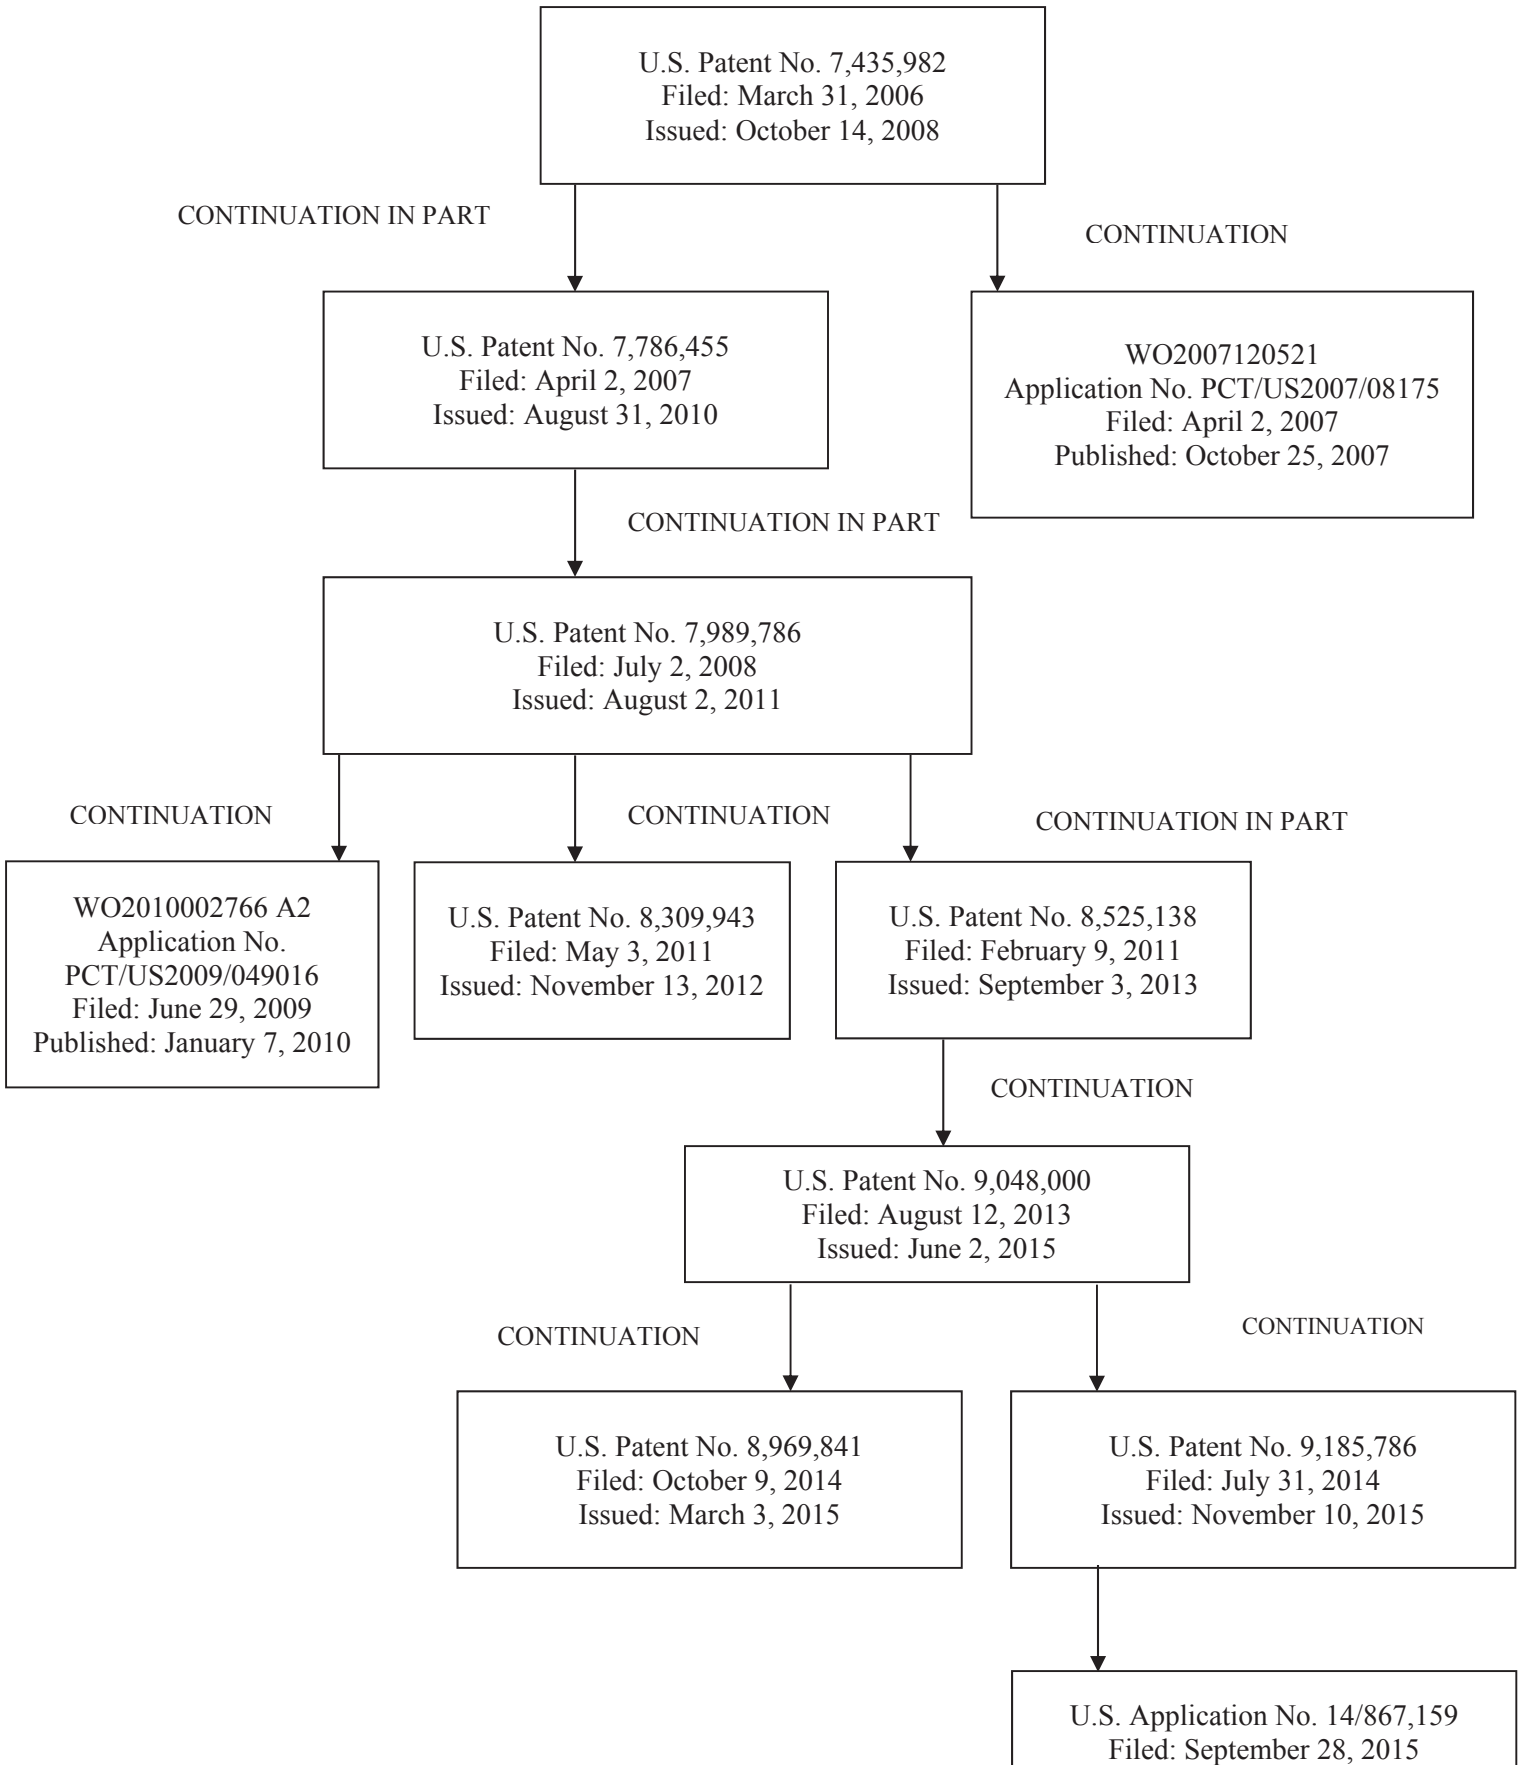 U.S. Patent No. 7,435,982
Filed: March 31, 2006
Issued: October 14, 2008
CONTINUATION IN PART
CONTINUATION
U.S. Patent No. 7,786,455
Filed: April 2, 2007
Issued: August 31, 2010
WO2007120521
Application No. PCT/US2007/08175
Filed: April 2, 2007
Published: October 25, 2007
CONTINUATION IN PART
U.S. Patent No. 7,989,786
Filed: July 2, 2008
Issued: August 2, 2011
CONTINUATION
CONTINUATION
CONTINUATION IN PART
WO2010002766 A2
Application No.
PCT/US2009/049016
Filed: June 29, 2009
Published: January 7, 2010
U.S. Patent No. 8,309,943
Filed: May 3, 2011
Issued: November 13, 2012
U.S. Patent No. 8,525,138
Filed: February 9, 2011
Issued: September 3, 2013
CONTINUATION
U.S. Patent No. 9,048,000
Filed: August 12, 2013
Issued: June 2, 2015
CONTINUATION
CONTINUATION
U.S. Patent No. 8,969,841
Filed: October 9, 2014
Issued: March 3, 2015
U.S. Patent No. 9,185,786
Filed: July 31, 2014
Issued: November 10, 2015
U.S. Application No. 14/867,159
Filed: September 28, 2015